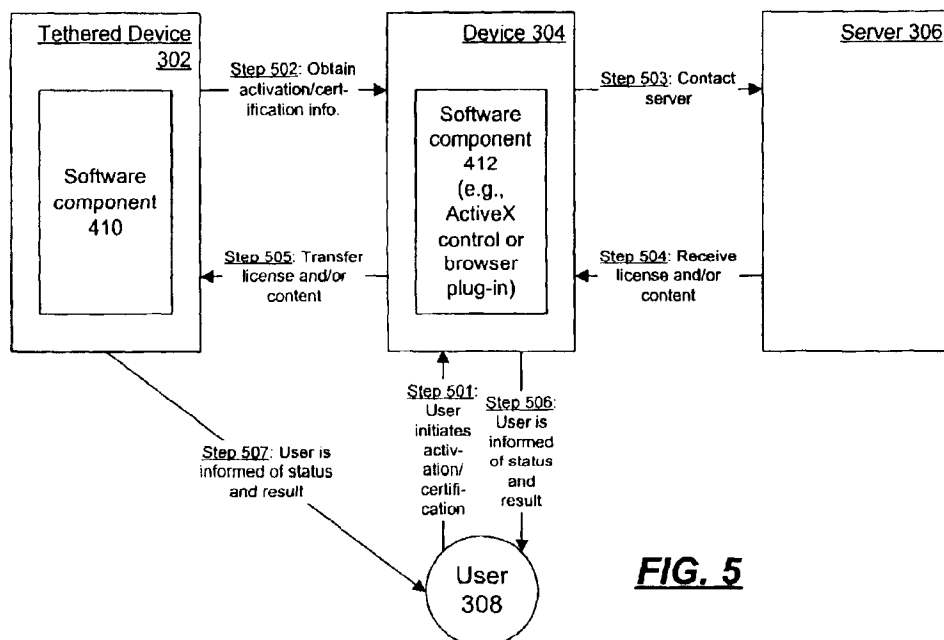 Tethered Device
302
Software
component
410
Step 502: Obtain
activation/cert-
ification info.
Step 505: Transfer
license and/or
content
Device 304
Software
component
412
(e.g.,
ActiveX
control or
browser
plug-in)
Step 503: Contact
server
Step 504: Receive
license and/or
content
Server 306
Step 507: User is
informed of status
and result
Step 501:
User
initiates
activ-
ation/
certifi-
cation
Step 506:
User is
informed
of status
and
result
User
308
FIG. 5